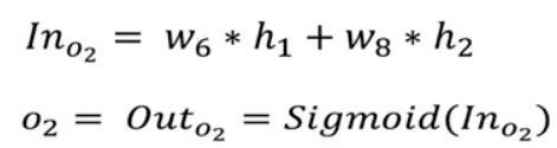 In_{o_2} = w_6 * h_1 + w_8 * h_2
o_2 = Out_{o_2} = Sigmoid(In_{o_2})